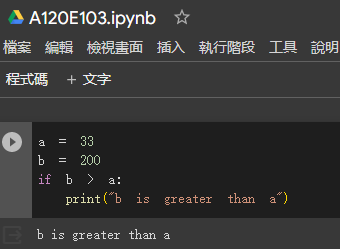 A120E103.ipynb
檔案 編輯 檢視畫面 插入 執行階段 工具 說明
程式碼 + 文字
a = 33
b = 200
if b > a:
    print("b is greater than a")
b is greater than a